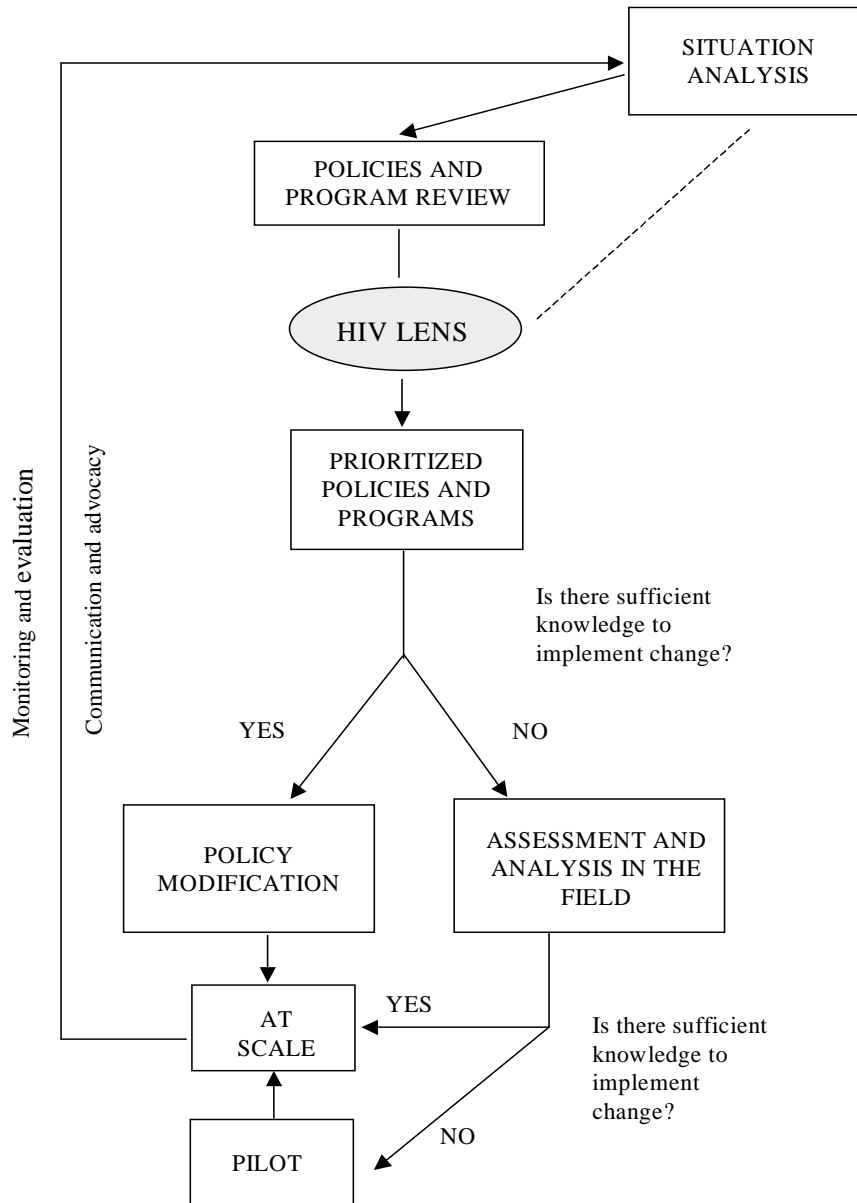 SITUATION
ANALYSIS
POLICIES AND
PROGRAM REVIEW
HIV LENS
PRIORITIZED
POLICIES AND
PROGRAMS
Monitoring and evaluation
Communication and advocacy
Is there sufficient
knowledge to
implement change?
YES
NO
POLICY
MODIFICATION
ASSESSMENT AND
ANALYSIS IN THE
FIELD
AT
SCALE
YES
Is there sufficient
knowledge to
implement
change?
NO
PILOT